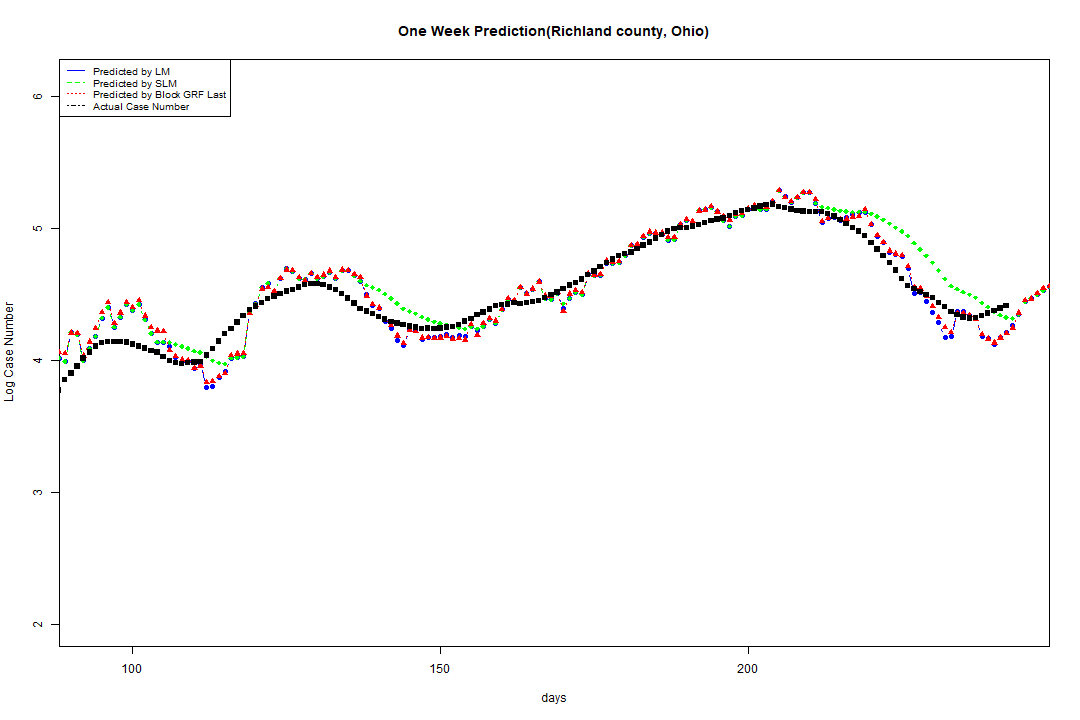 One Week Prediction(Richland county, Ohio)
Predicted by LM
Predicted by SLM
Predicted by Block GRF Last
Actual Case Number
6
5
4
3
2
Log Case Number
100 150 200
days